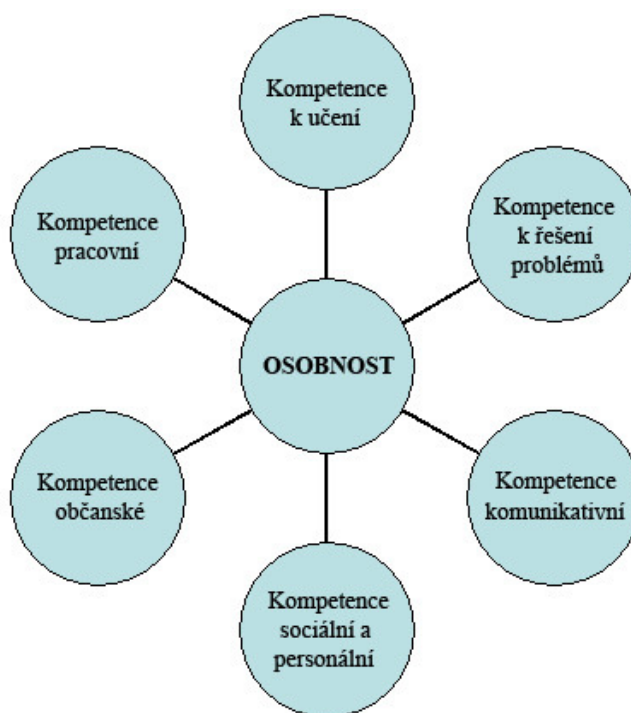 Kompetence
k učení
Kompetence
pracovní
Kompetence
k řešení
problémů
OSOBNOST
Kompetence
občanské
Kompetence
komunikativní
Kompetence
sociální a
personální